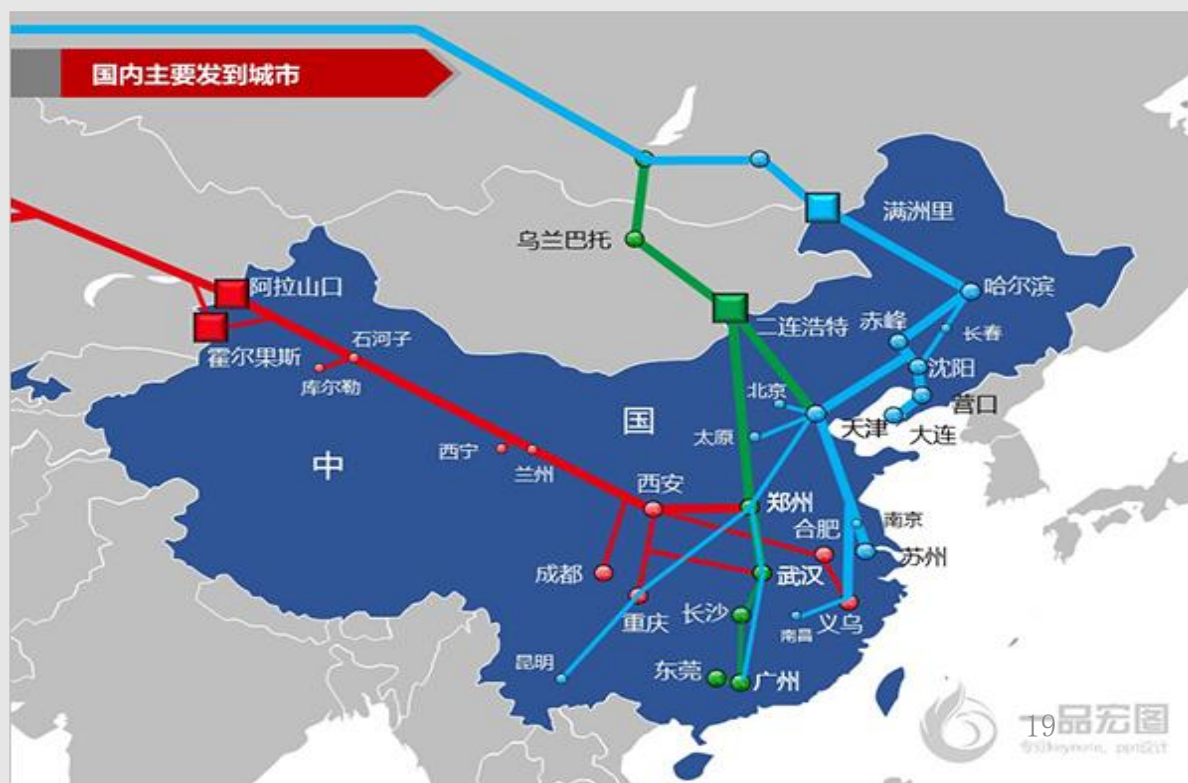 国内主要发到城市
满洲里
乌兰巴托
阿拉山口
哈尔滨
二连浩特
赤峰
长春
霍尔果斯
石河子
沈阳
库尔勒
北京
营口
国
天津
大连
太原
中
西宁
兰州
西安
郑州
南京
合肥
苏州
成都
武汉
重庆
长沙
义乌
南昌
昆明
东莞
广州
19
一品宏图